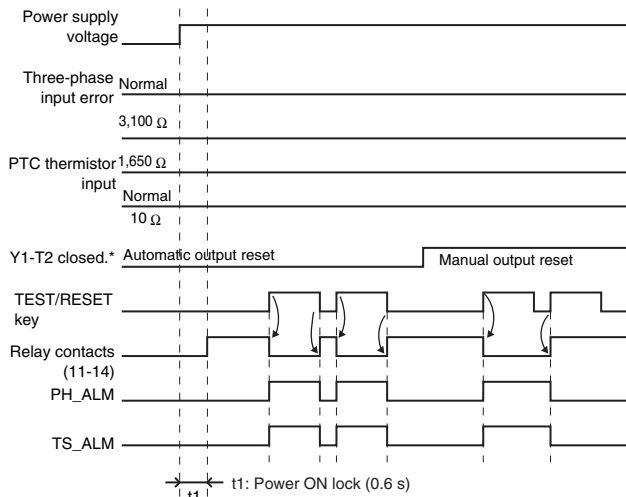 Power supply
voltage
Three-phase
input error
Normal
3,100 Ω
PTC thermistor
input
1,650 Ω
Normal
10 Ω
Y1-T2 closed.*
Automatic output reset
Manual output reset
TEST/RESET
key
Relay contacts
(11-14)
PH_ALM
TS_ALM
t1
t1: Power ON lock (0.6 s)